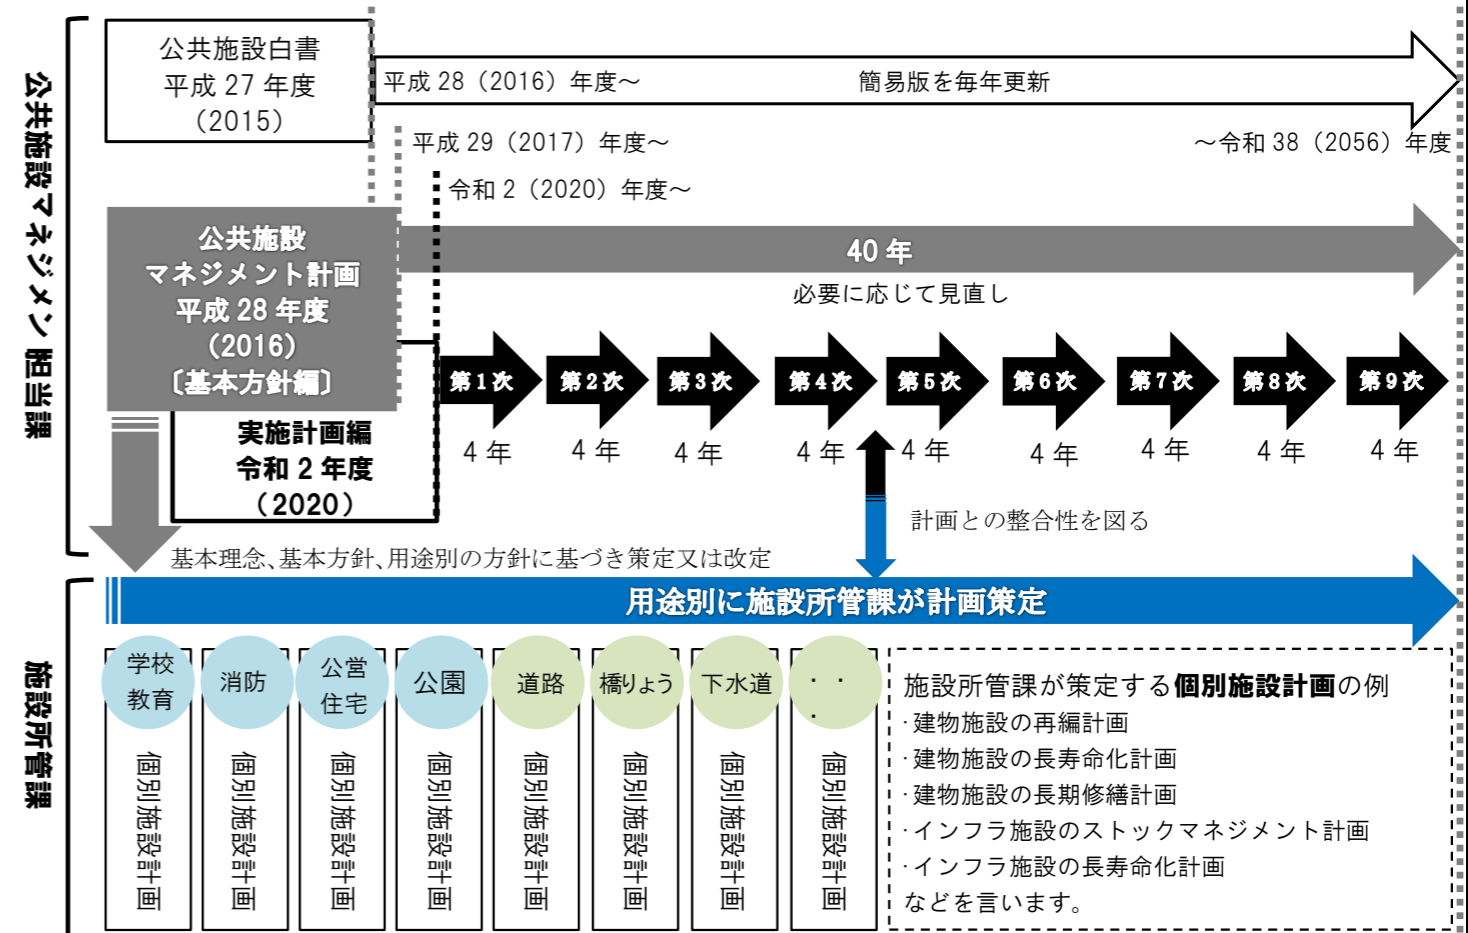 公共施設マネジメント担当課
公共施設白書
平成 27 年度
（2015）
平成 28（2016）年度～
簡易版を毎年更新
平成 29（2017）年度～
～令和 38（2056）年度
令和 2（2020）年度～
公共施設
マネジメント計画
平成 28 年度
（2016）
〔基本方針編〕
40 年
必要に応じて見直し
第１次
第２次
第３次
第４次
第５次
第６次
第７次
第８次
第９次
4 年
4 年
4 年
4 年
4 年
4 年
4 年
4 年
4 年
実施計画編
令和 2 年度
（2020）
計画との整合性を図る
基本理念、基本方針、用途別の方針に基づき策定又は改定
施設所管課
用途別に施設所管課が計画策定
学校
教育
消防
公営
住宅
公園
道路
橋りょう
下水道
・・
・
個別施設計画
個別施設計画
個別施設計画
個別施設計画
個別施設計画
個別施設計画
個別施設計画
個別施設計画
施設所管課が策定する個別施設計画の例
·建物施設の再編計画
·建物施設の長寿命化計画
·建物施設の長期修繕計画
·インフラ施設のストックマネジメント計画
·インフラ施設の長寿命化計画
などを言います。